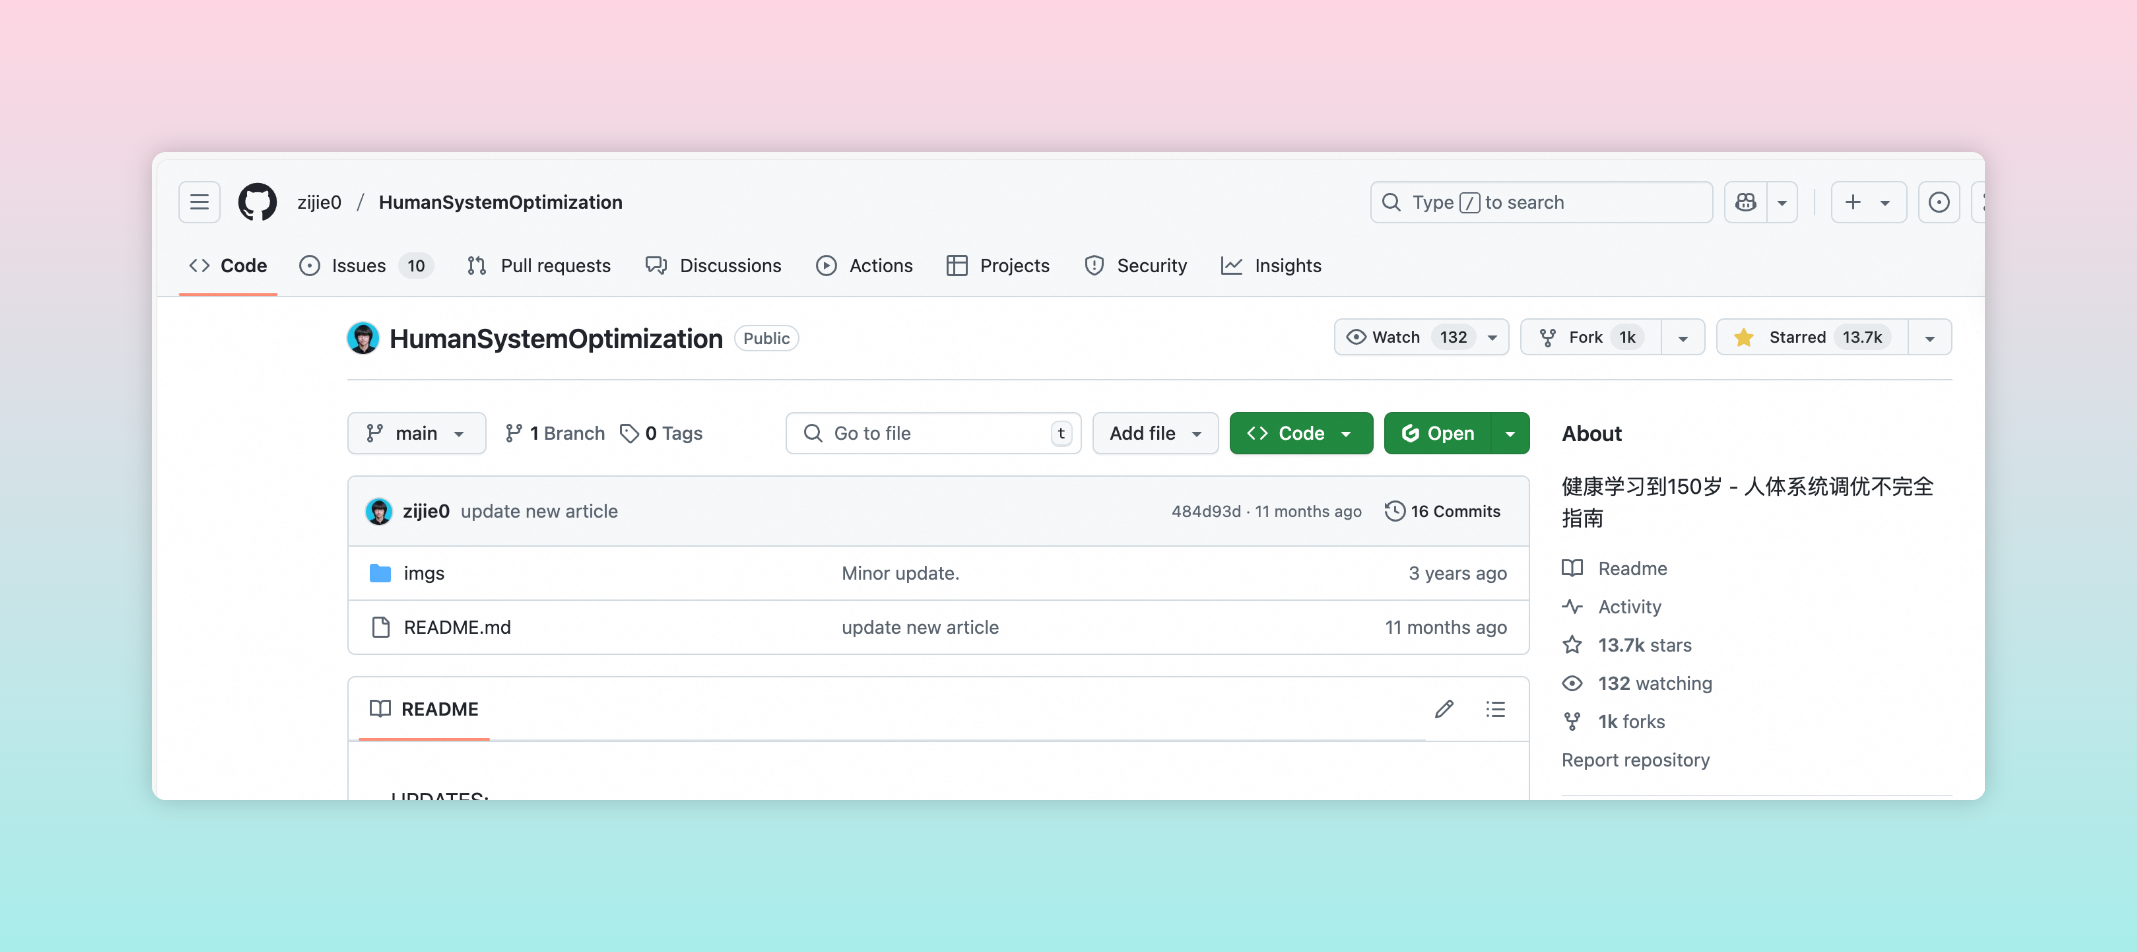 zijie0 / HumanSystemOptimization
Type / to search
Code
Issues 10
Pull requests
Discussions
Actions
Projects
Security
Insights
HumanSystemOptimization Public
Watch 132
Fork 1k
Starred 13.7k
main
1 Branch
0 Tags
Go to file t
Add file
Code
Open
zijie0 update new article 484d93d · 11 months ago 16 Commits
imgs Minor update. 3 years ago
README.md update new article 11 months ago
README
UPDATES:
About
健康学习到150岁 - 人体系统调优不完全
指南
Readme
Activity
13.7k stars
132 watching
1k forks
Report repository